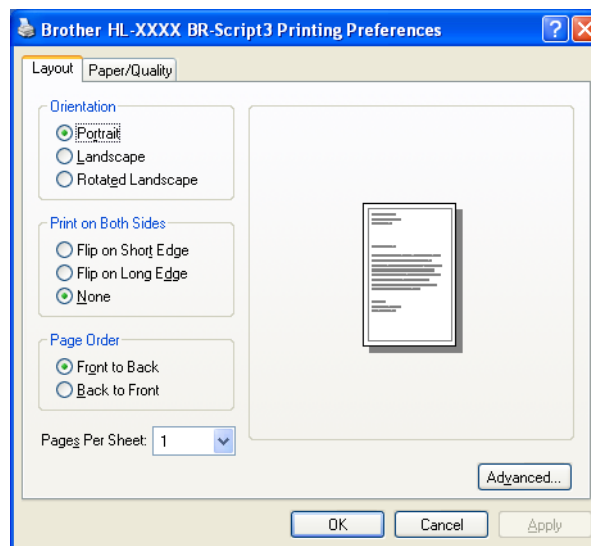 Brother HL-XXXX BR-Script3 Printing Preferences
Layout
Paper/Quality
Orientation
Portrait
Landscape
Rotated Landscape
Print on Both Sides
Flip on Short Edge
Flip on Long Edge
None
Page Order
Front to Back
Back to Front
Pages Per Sheet: 1
Advanced...
OK
Cancel
Apply